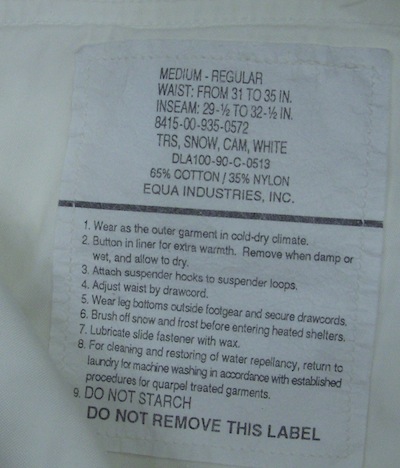 MEDIUM - REGULAR
WAIST: FROM 31 TO 35 IN.
INSEAM: 29-½ TO 32-½ IN.
8415-00-935-0572
TRS, SNOW, CAM, WHITE
DLA100-90-C-0513
65% COTTON / 35% NYLON
EQUA INDUSTRIES, INC.
1. Wear as the outer garment in cold-dry climate.
2. Button in liner for extra warmth. Remove when damp or
wet, and allow to dry.
3. Attach suspender hooks to suspender loops.
4. Adjust waist by drawcord.
5. Wear leg bottoms outside footgear and secure drawcords.
6. Brush off snow and frost before entering heated shelters.
7. Lubricate slide fastener with wax.
8. For cleaning and restoring of water repellancy, return to
laundry for machine washing in accordance with established
procedures for quarpel treated garments.
9. DO NOT STARCH
DO NOT REMOVE THIS LABEL